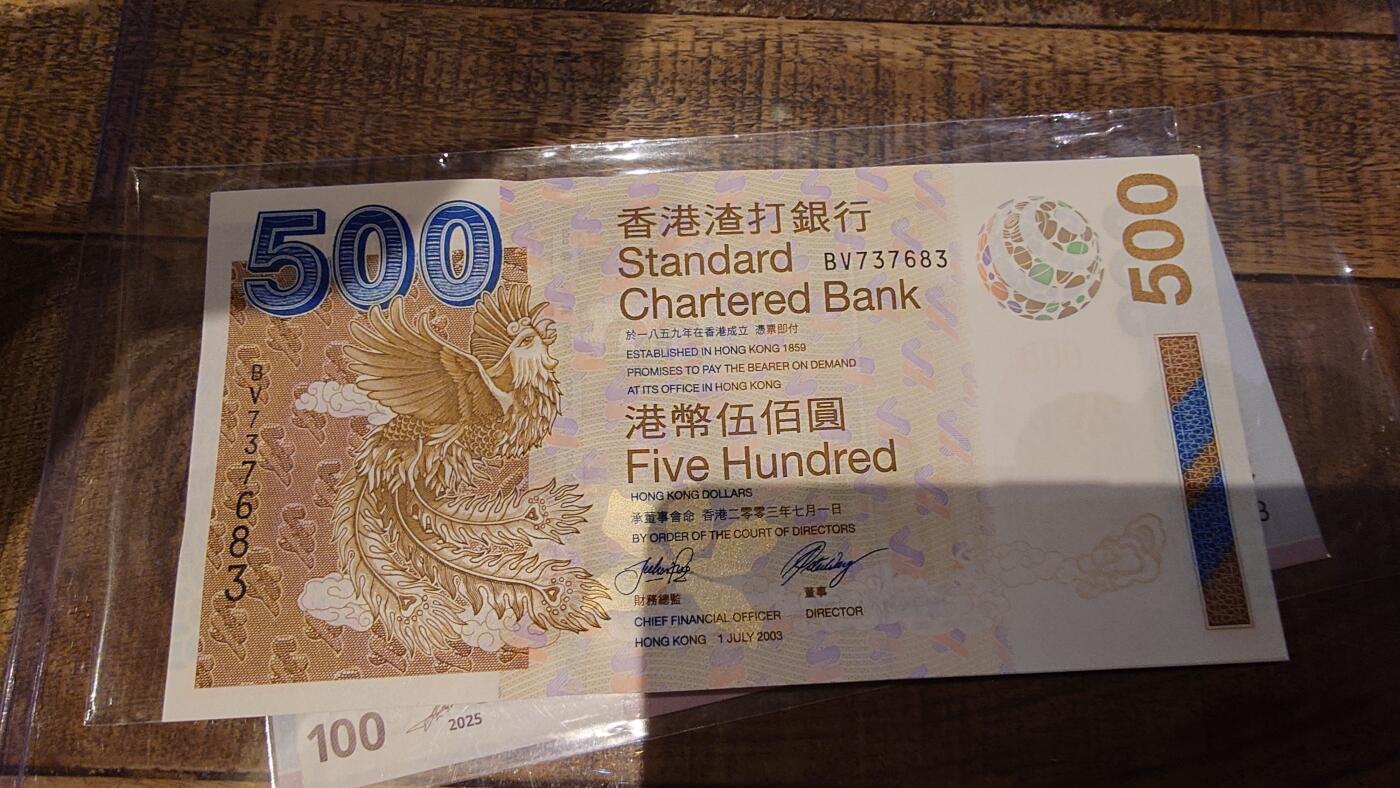 500
香港渣打銀行
Standard
BV737683
Chartered Bank
500
於一八五九年在香港成立 憑票即付
ESTABLISHED IN HONG KONG 1859
PROMISES TO PAY THE BEARER ON DEMAND
AT ITS OFFICE IN HONG KONG
BV737683
港幣伍佰圓
Five Hundred
HONG KONG DOLLARS
承董事會命 香港二零零三年七月一日
BY ORDER OF THE COURT OF DIRECTORS
財務總監 董事
CHIEF FINANCIAL OFFICER DIRECTOR
HONG KONG 1 JULY 2003
100
2025